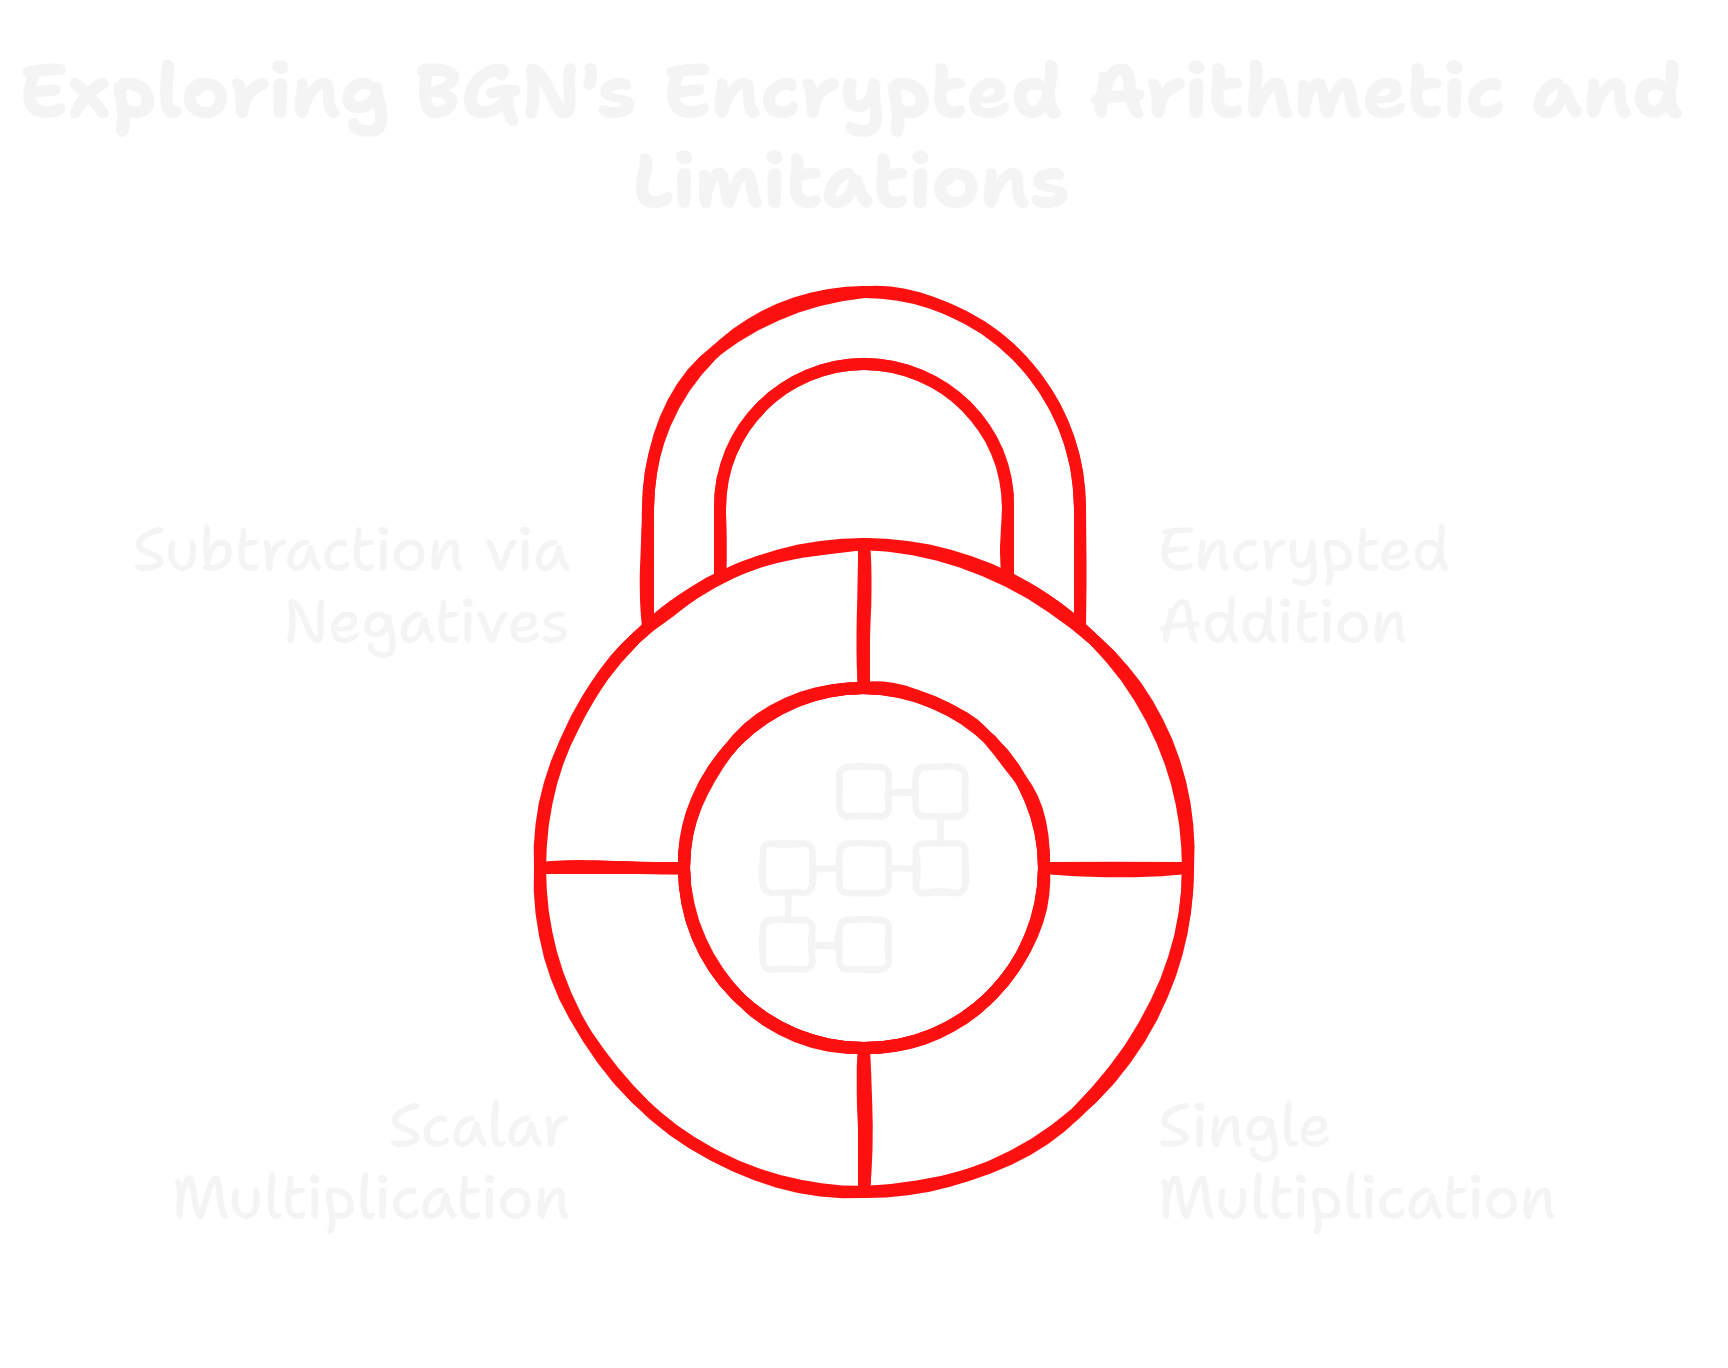 Exploring BGN's Encrypted Arithmetic and
Limitations
Subtraction via
Negatives
Encrypted
Addition
Scalar
Multiplication
Single
Multiplication